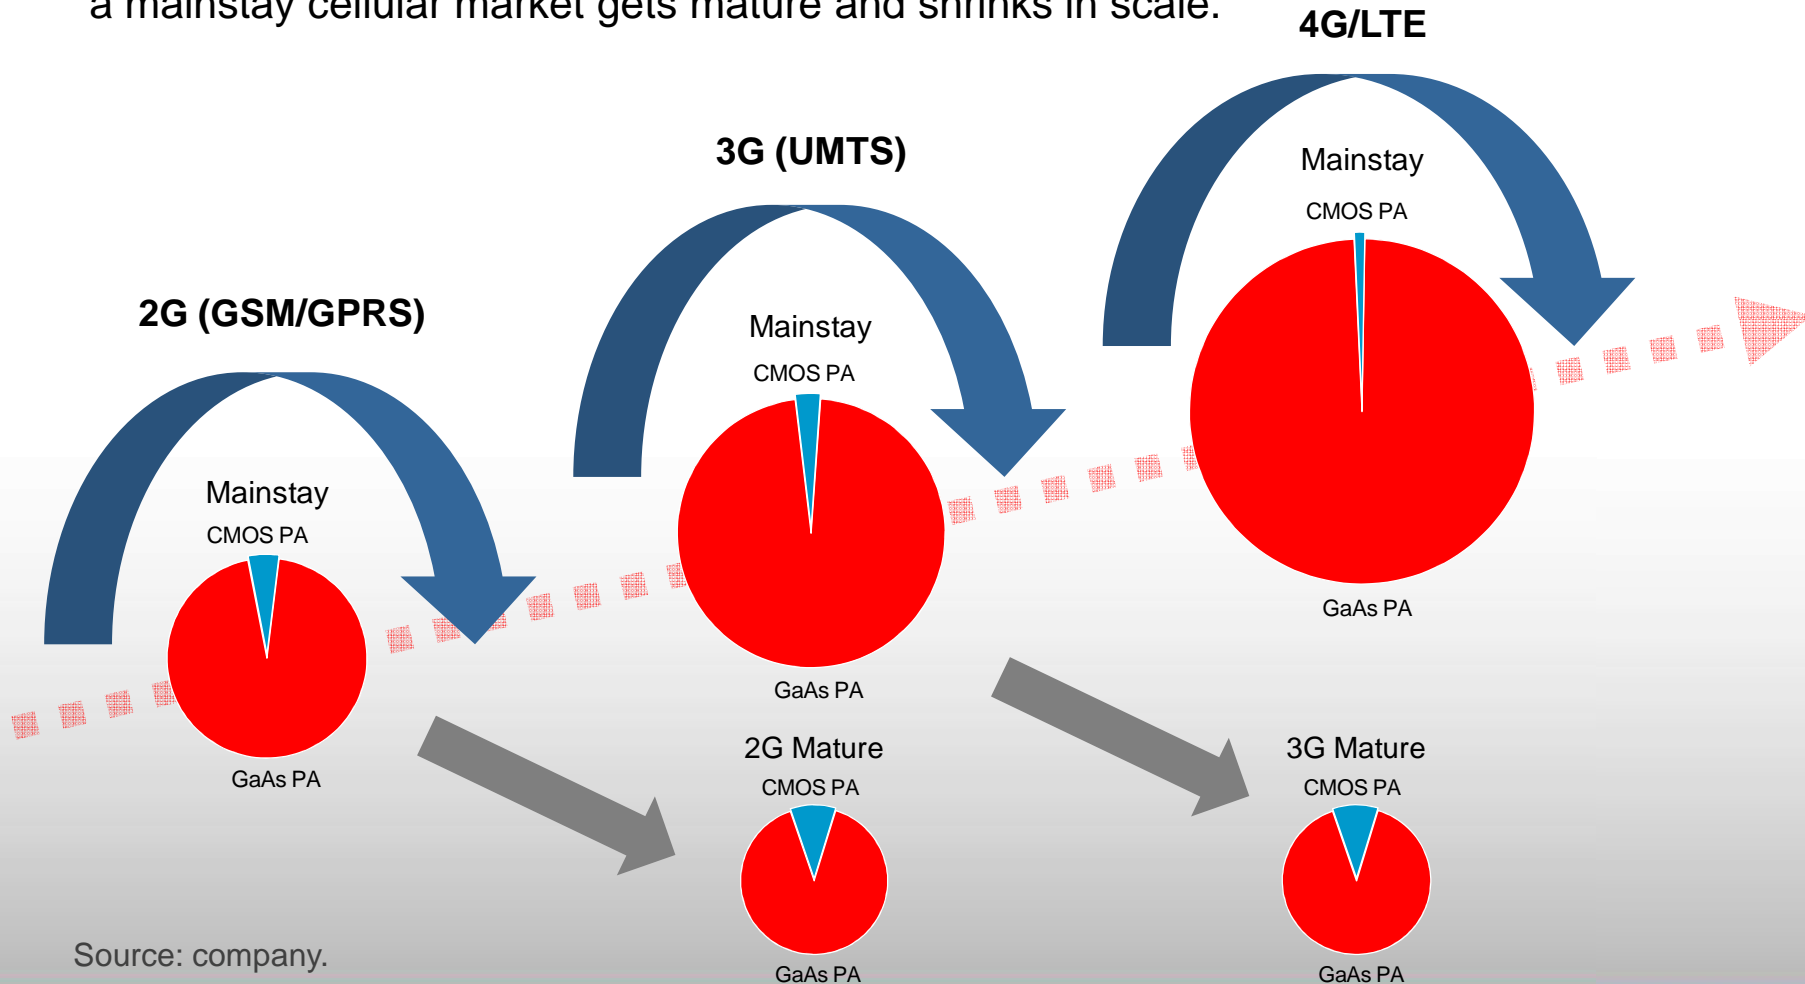 a mainstay cellular market gets mature and shrinks in scale.
4G/LTE
Mainstay
CMOS PA
GaAs PA
3G (UMTS)
Mainstay
CMOS PA
GaAs PA
2G (GSM/GPRS)
Mainstay
CMOS PA
GaAs PA
2G Mature
CMOS PA
GaAs PA
3G Mature
CMOS PA
GaAs PA
Source: company.